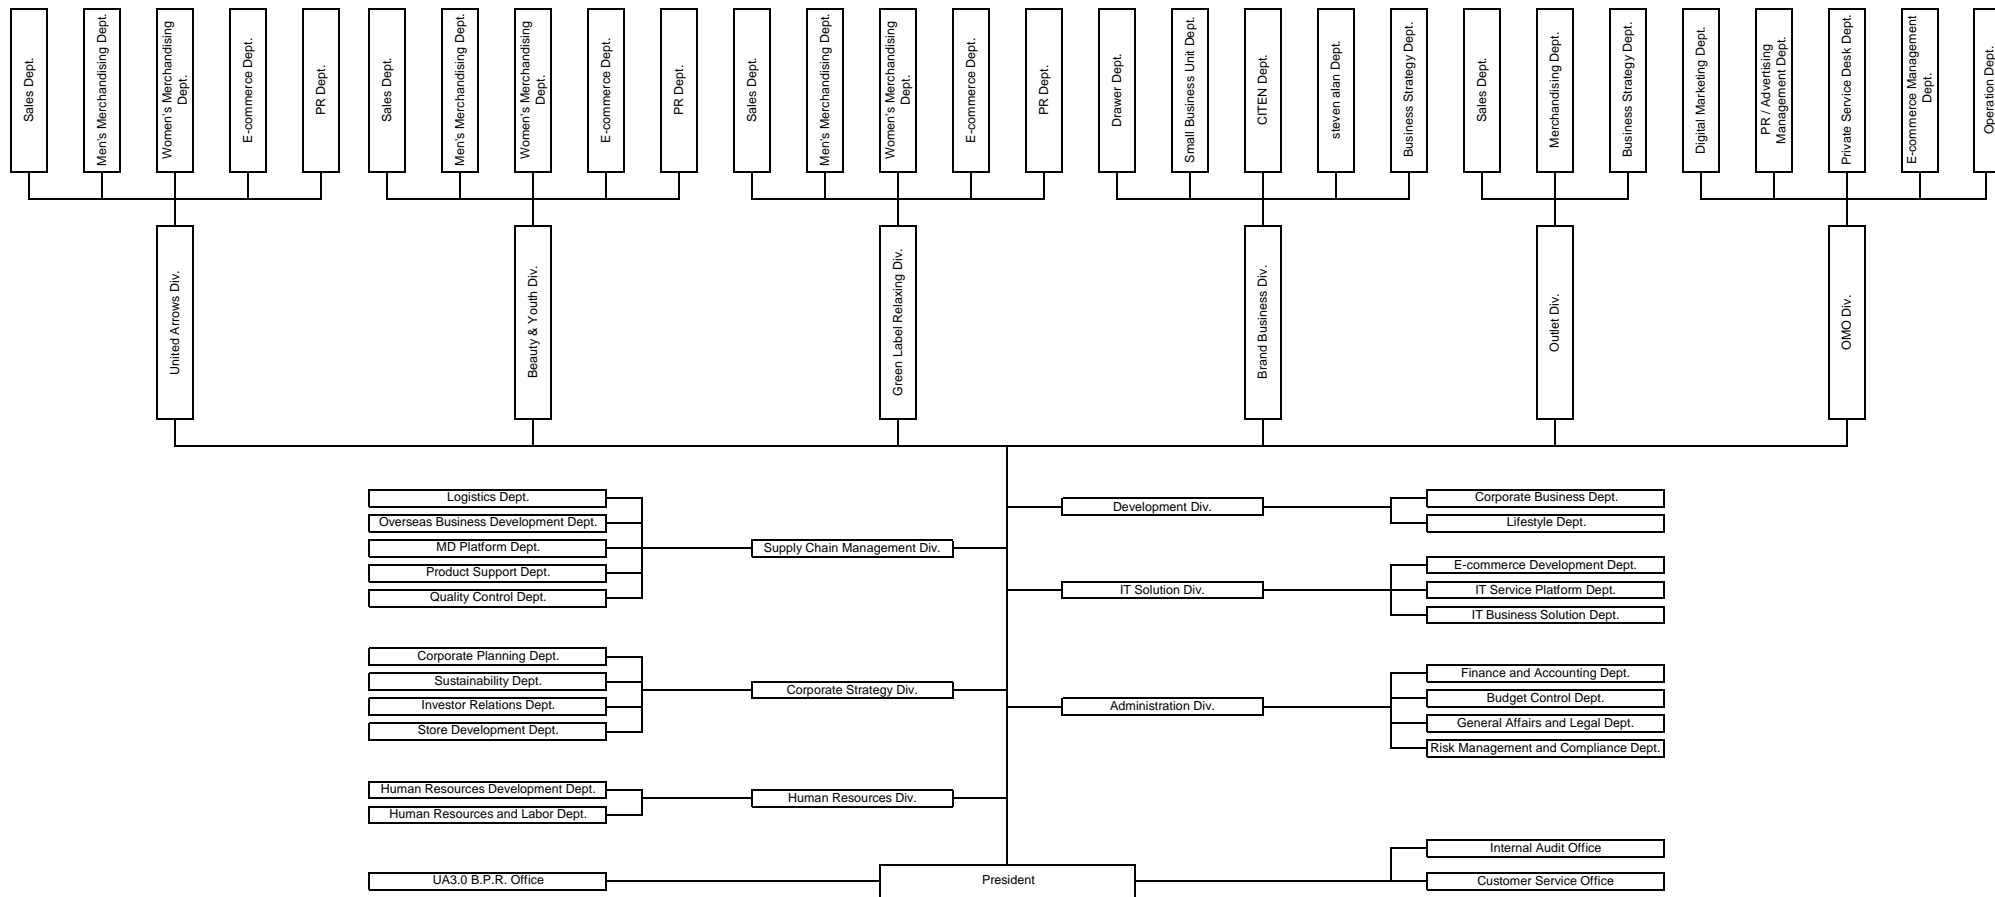 Sales Dept.
Men's Merchandising Dept.
Women's Merchandising
Dept.
E-commerce Dept.
PR Dept.
Sales Dept.
Men's Merchandising Dept.
Women's Merchandising
Dept.
E-commerce Dept.
PR Dept.
Sales Dept.
Men's Merchandising Dept.
Women's Merchandising
Dept.
E-commerce Dept.
PR Dept.
Drawer Dept.
Small Business Unit Dept.
CITEN Dept.
steven alan Dept.
Business Strategy Dept.
Sales Dept.
Merchandising Dept.
Business Strategy Dept.
Digital Marketing Dept.
PR / Advertising
Management Dept.
Private Service Desk Dept.
E-commerce Management
Dept.
Operation Dept.
United Arrows Div.
Beauty & Youth Div.
Green Label Relaxing Div.
Brand Business Div.
Outlet Div.
OMO Div.
Logistics Dept.
Overseas Business Development Dept.
MD Platform Dept.
Product Support Dept.
Quality Control Dept.
Supply Chain Management Div.
Development Div.
Corporate Business Dept.
Lifestyle Dept.
IT Solution Div.
E-commerce Development Dept.
IT Service Platform Dept.
IT Business Solution Dept.
Corporate Planning Dept.
Sustainability Dept.
Investor Relations Dept.
Store Development Dept.
Corporate Strategy Div.
Administration Div.
Finance and Accounting Dept.
Budget Control Dept.
General Affairs and Legal Dept.
Risk Management and Compliance Dept.
Human Resources Development Dept.
Human Resources and Labor Dept.
Human Resources Div.
Internal Audit Office
UA3.0 B.P.R. Office
President
Customer Service Office